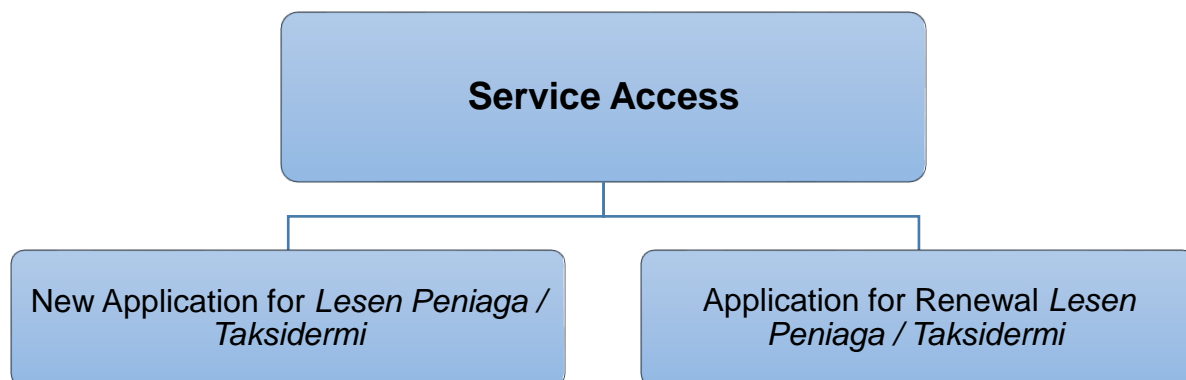 Service Access
New Application for Lesen Peniaga /
Taksidermi
Application for Renewal Lesen
Peniaga / Taksidermi